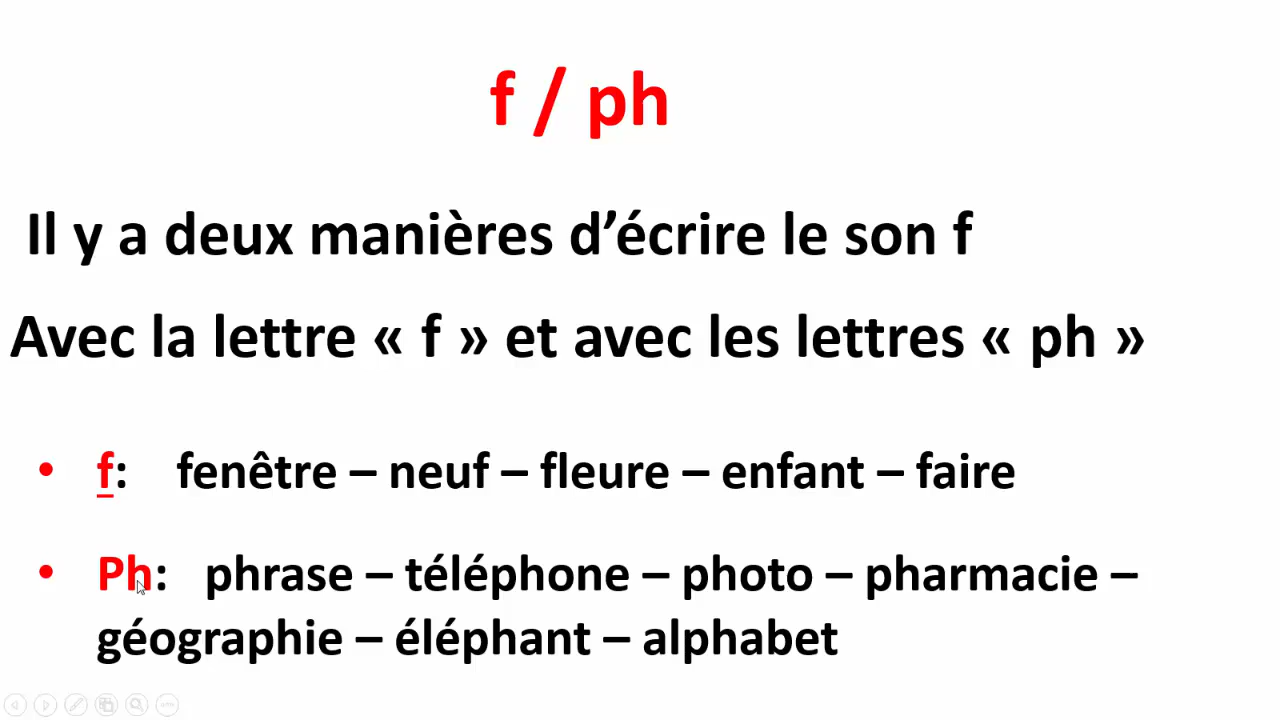 f / ph
Il y a deux manières d’écrire le son f
Avec la lettre « f » et avec les lettres « ph »
• f: fenêtre – neuf – fleure – enfant – faire
• Ph: phrase – téléphone – photo – pharmacie –
géographie – éléphant – alphabet